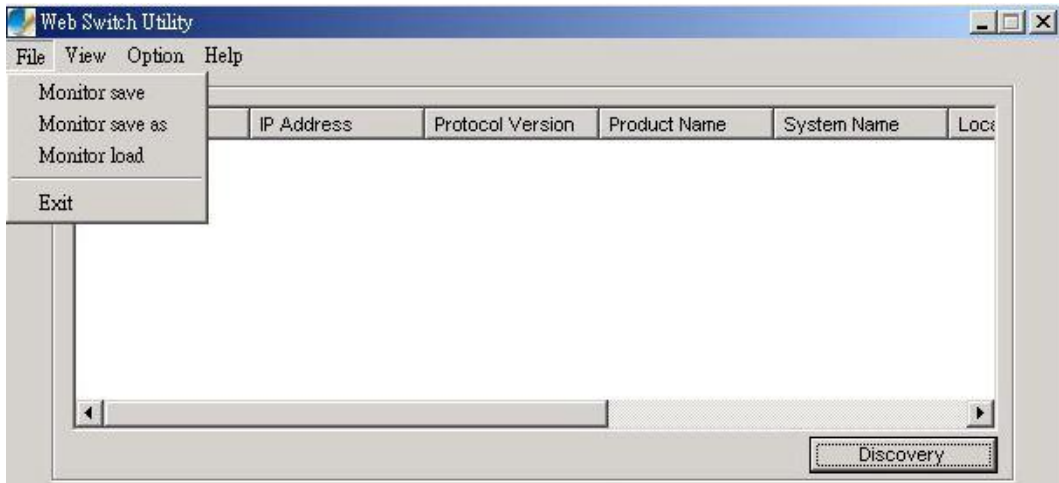 Web Switch Utility
File View Option Help
Monitor save
Monitor save as
Monitor load
Exit
IP Address Protocol Version Product Name System Name
Discovery